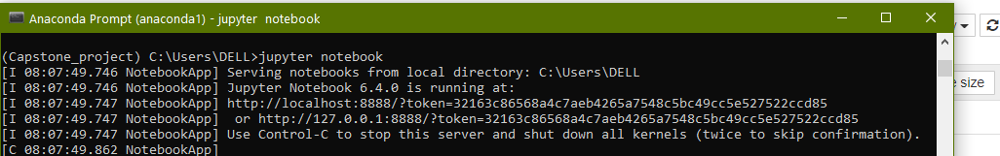 Anaconda Prompt (anaconda1) - jupyter notebook
(Capstone_project) C:\Users\DELL>jupyter notebook
[I 08:07:49.746 NotebookApp] Serving notebooks from local directory: C:\Users\DELL
[I 08:07:49.746 NotebookApp] Jupyter Notebook 6.4.0 is running at:
[I 08:07:49.747 NotebookApp] http://localhost:8888/?token=32163c86568a4c7aeb4265a7548c5bc49cc5e527522ccd85
[I 08:07:49.747 NotebookApp]  or http://127.0.0.1:8888/?token=32163c86568a4c7aeb4265a7548c5bc49cc5e527522ccd85
[I 08:07:49.747 NotebookApp] Use Control-C to stop this server and shut down all kernels (twice to skip confirmation).
[C 08:07:49.862 NotebookApp]
size